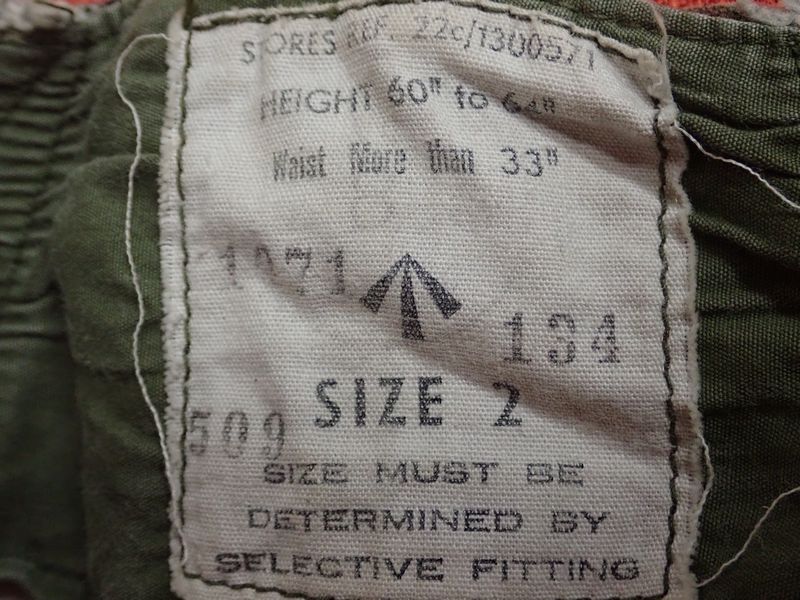 STORES REF. 22c/1300571
HEIGHT 60" to 64"
Waist More than 33"
1971
134
SIZE 2
509
SIZE MUST BE
DETERMINED BY
SELECTIVE FITTING